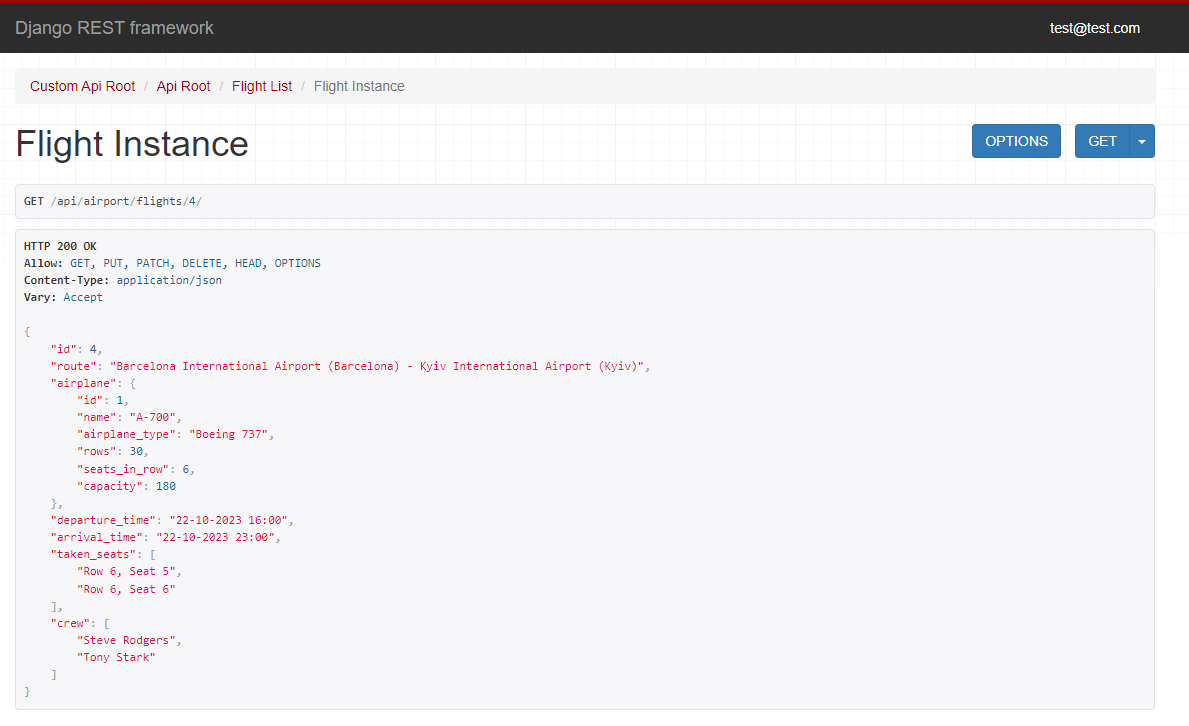 Django REST framework
test@test.com
Custom Api Root / Api Root / Flight List / Flight Instance
Flight Instance
OPTIONS
GET
GET /api/airport/flights/4/
HTTP 200 OK
Allow: GET, PUT, PATCH, DELETE, HEAD, OPTIONS
Content-Type: application/json
Vary: Accept
{
    "id": 4,
    "route": "Barcelona International Airport (Barcelona) - Kyiv International Airport (Kyiv)",
    "airplane": {
        "id": 1,
        "name": "A-700",
        "airplane_type": "Boeing 737",
        "rows": 30,
        "seats_in_row": 6,
        "capacity": 180
    },
    "departure_time": "22-10-2023 16:00",
    "arrival_time": "22-10-2023 23:00",
    "taken_seats": [
        "Row 6, Seat 5",
        "Row 6, Seat 6"
    ],
    "crew": [
        "Steve Rodgers",
        "Tony Stark"
    ]
}